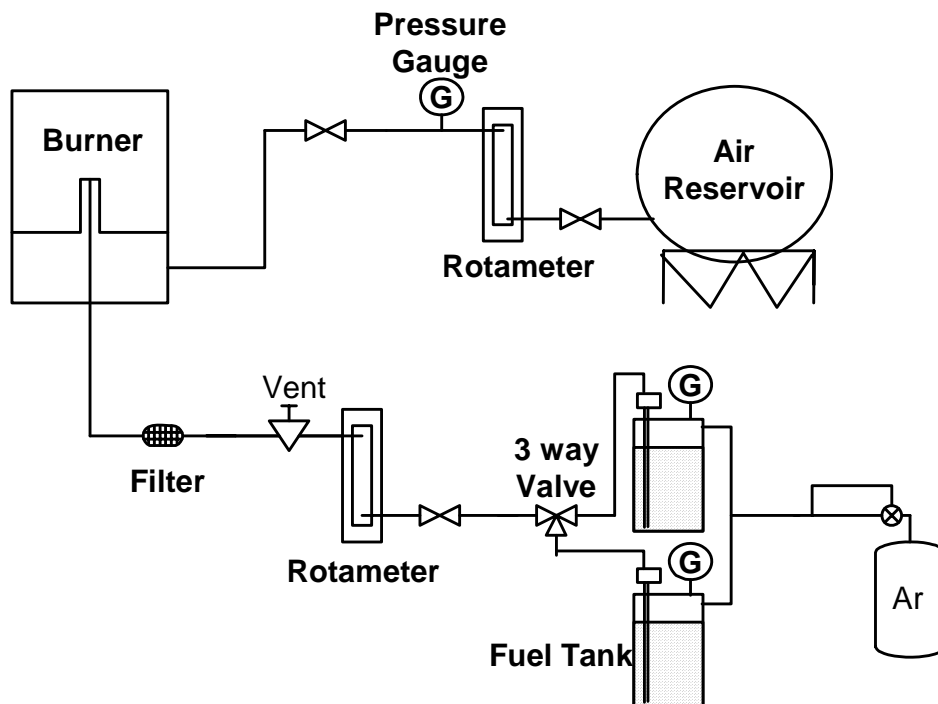 Pressure
Gauge
G
Burner
Air
Reservoir
Rotameter
Vent
G
3 way
Valve
Filter
Rotameter
G
Ar
Fuel Tank